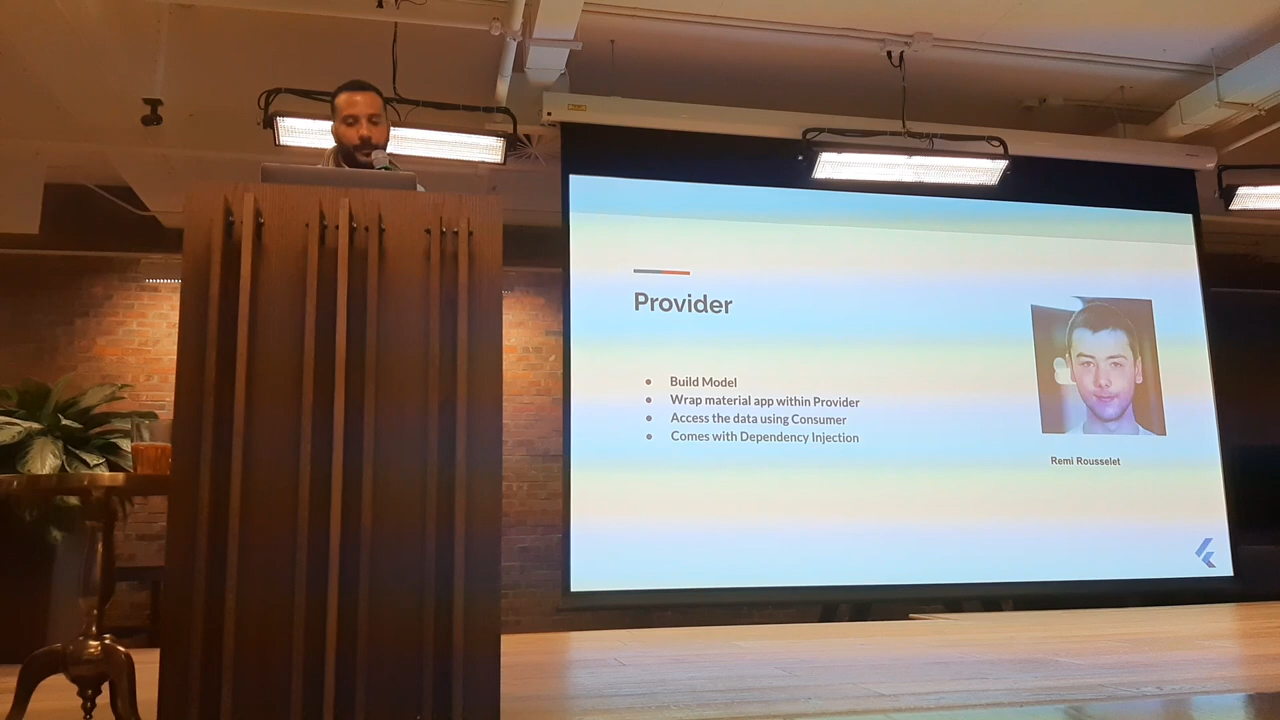 Provider
Build Model
Wrap material app within Provider
Access the data using Consumer
Comes with Dependency Injection
Remi Rousselet